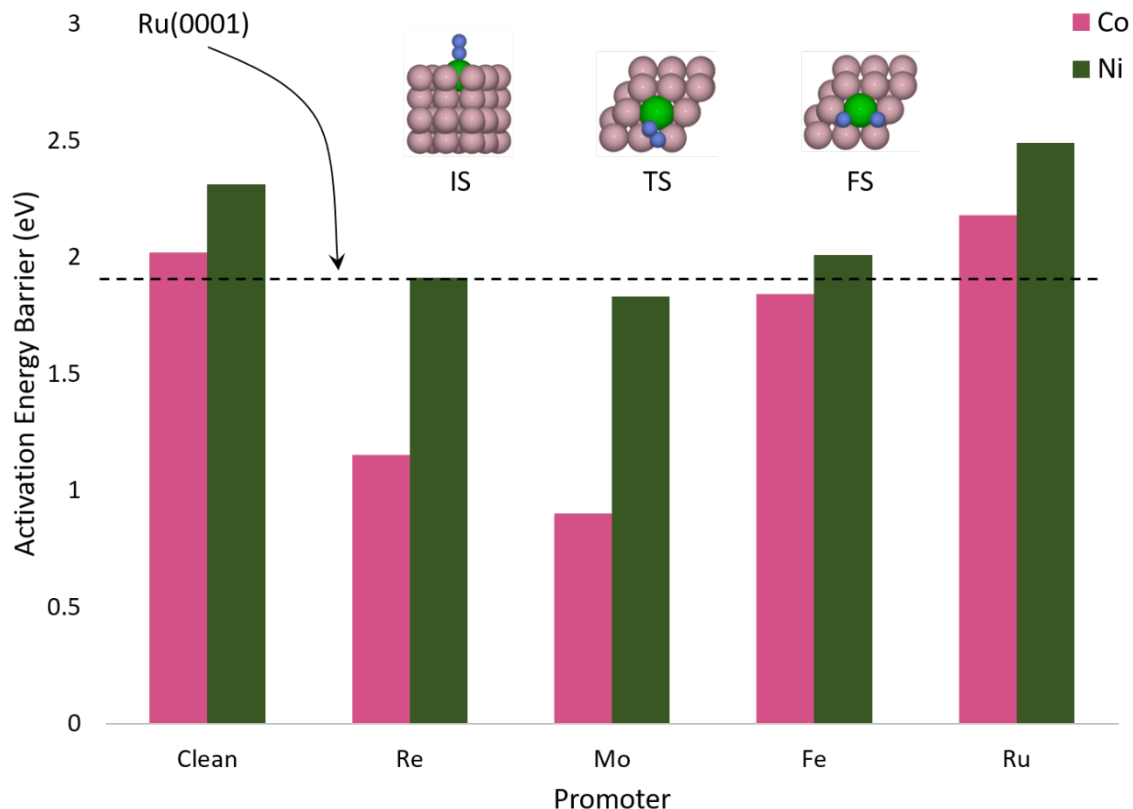 3
Ru(0001)
Co
Ni
2.5
IS
TS
FS
2
1.5
1
0.5
0
Activation Energy Barrier (eV)
Clean
Re
Mo
Fe
Ru
Promoter